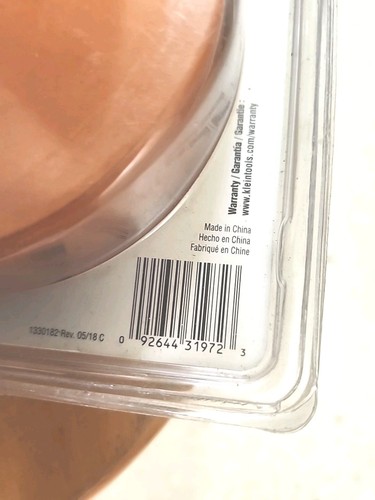 Warranty / Garantía / Garantie :
www.kleintools.com/warranty
Made in China
Hecho en China
Fabriqué en Chine
1330182 Rev. 05/18 C
0 92644 31972 3